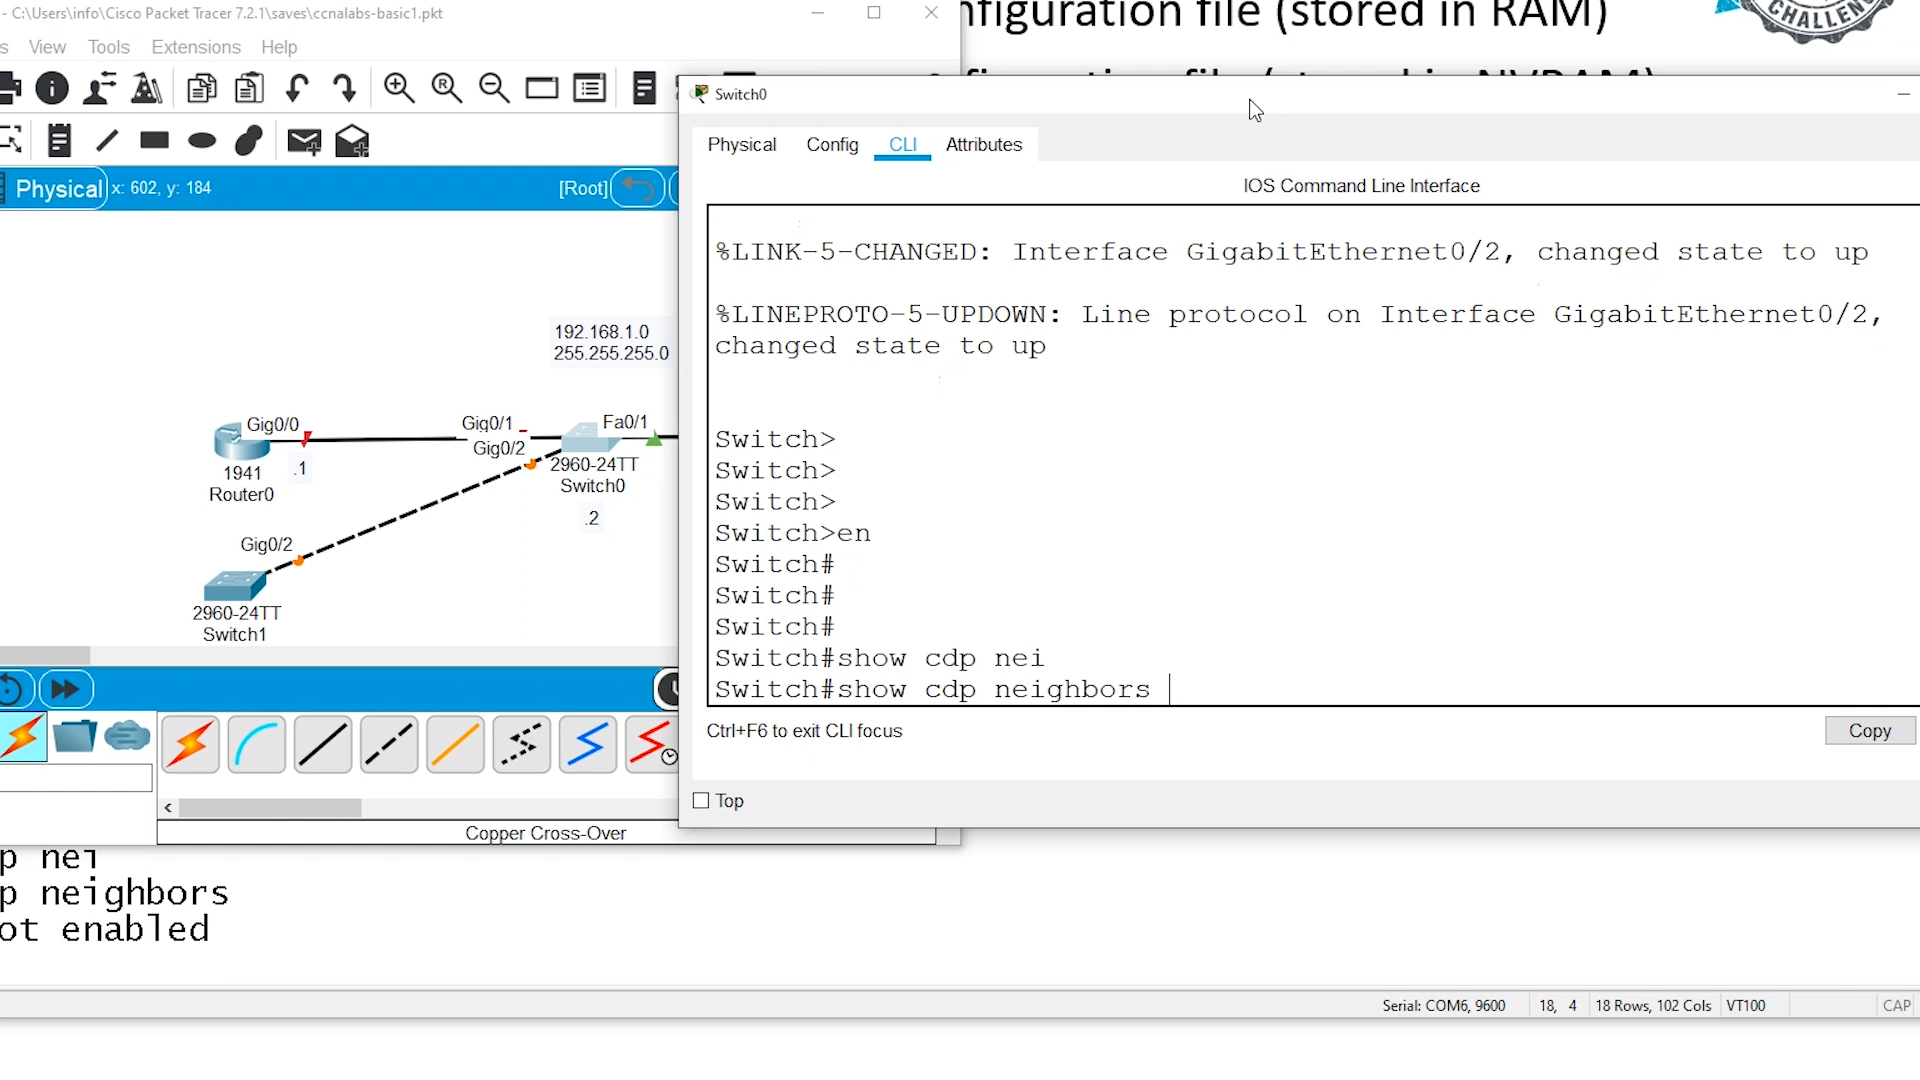 - C:\Users\info\Cisco Packet Tracer 7.2.1\saves\ccnalabs-basic1.pkt
nfiguration file (stored in RAM)
CHALLEN
s View Tools Extensions Help
Switch0
Physical Config CLI Attributes
IOS Command Line Interface
Physical x: 602, y: 184 [Root]
%LINK-5-CHANGED: Interface GigabitEthernet0/2, changed state to up
%LINEPROTO-5-UPDOWN: Line protocol on Interface GigabitEthernet0/2,
changed state to up
Switch>
Switch>
Switch>
Switch>en
Switch#
Switch#
Switch#
Switch#show cdp nei
Switch#show cdp neighbors
Ctrl+F6 to exit CLI focus
Copy
Top
192.168.1.0
255.255.255.0
Gig0/0
Gig0/1
Fa0/1
Gig0/2
1941
Router0
.1
2960-24TT
Switch0
.2
Gig0/2
2960-24TT
Switch1
Copper Cross-Over
p nei
p neighbors
ot enabled
Serial: COM6, 9600 18, 4 18 Rows, 102 Cols VT100 CAP